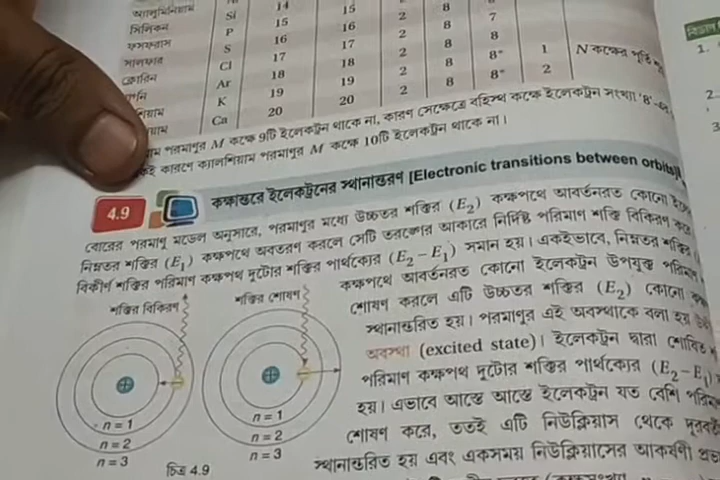 অ্যালুমিনিয়াম 14 15 2 8
সিলিকন Si 15 16 2 8 7
ফসফরাস P 16 17 2 8 8
সালফার S 17 18 2 8 8* 1 N কক্ষের পূর্তি
ক্লোরিন Cl 18 19 2 8 8* 2
Ar 19 20 2
K 20
Ca
পরমাণুর M কক্ষে 9টি ইলেকট্রন থাকে না, কারণ সেক্ষেত্রে বহিস্থ কক্ষে ইলেকট্রন সংখ্যা '8'
কারণে ক্যালশিয়াম পরমাণুর M কক্ষে 10টি ইলেকট্রন থাকে না।
4.9 কক্ষান্তরে ইলেকট্রনের স্থানান্তরণ [Electronic transitions between orbits]
বোরের পরমাণু মডেল অনুসারে, পরমাণুর মধ্যে উচ্চতর শক্তির (E₂) কক্ষপথে আবর্তনরত কোনো
নিম্নতর শক্তির (E₁) কক্ষপথে অবতরণ করলে সেটি তরঙ্গের আকারে নির্দিষ্ট পরিমাণ শক্তি বিকিরণ করে
বিকীর্ণ শক্তির পরিমাণ কক্ষপথ দুটোর শক্তির পার্থক্যের (E₂ − E₁) সমান হয়। একইভাবে, নিম্নতর শক্তির
কক্ষপথে আবর্তনরত কোনো ইলেকট্রন উপযুক্ত পরিমাণ
শোষণ করলে এটি উচ্চতর শক্তির (E₂) কোনো
স্থানান্তরিত হয়। পরমাণুর এই অবস্থাকে বলা হয়
অবস্থা (excited state)। ইলেকট্রন দ্বারা শোষিত
পরিমাণ কক্ষপথ দুটোর শক্তির পার্থক্যের (E₂ − E₁)
হয়। এভাবে আস্তে আস্তে ইলেকট্রন যত বেশি
শোষণ করে, ততই এটি নিউক্লিয়াস থেকে দূরবর্তী
স্থানান্তরিত হয় এবং একসময় নিউক্লিয়াসের আকর্ষণী
শক্তি বিকিরণ
n = 1
n = 2
n = 3
শক্তি শোষণ
n = 1
n = 2
n = 3
চিত্র 4.9
1.
2
3